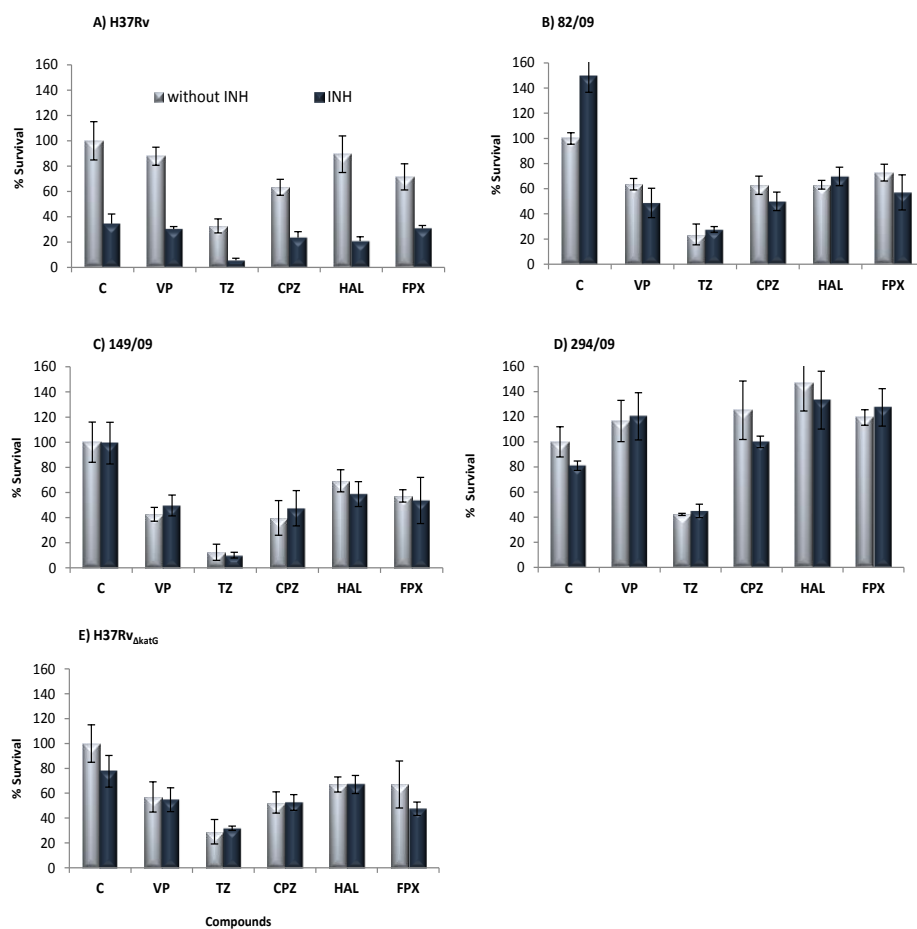 A) H37Rv
160
140
120
100
80
60
40
20
0
% Survival
without INH
INH
C VP TZ CPZ HAL FPX
B) 82/09
160
140
120
100
80
60
40
20
0
% Survival
C VP TZ CPZ HAL FPX
C) 149/09
160
140
120
100
80
60
40
20
0
% Survival
C VP TZ CPZ HAL FPX
D) 294/09
160
140
120
100
80
60
40
20
0
% Survival
C VP TZ CPZ HAL FPX
E) H37RvΔkatG
160
140
120
100
80
60
40
20
0
% Survival
C VP TZ CPZ HAL FPX
Compounds